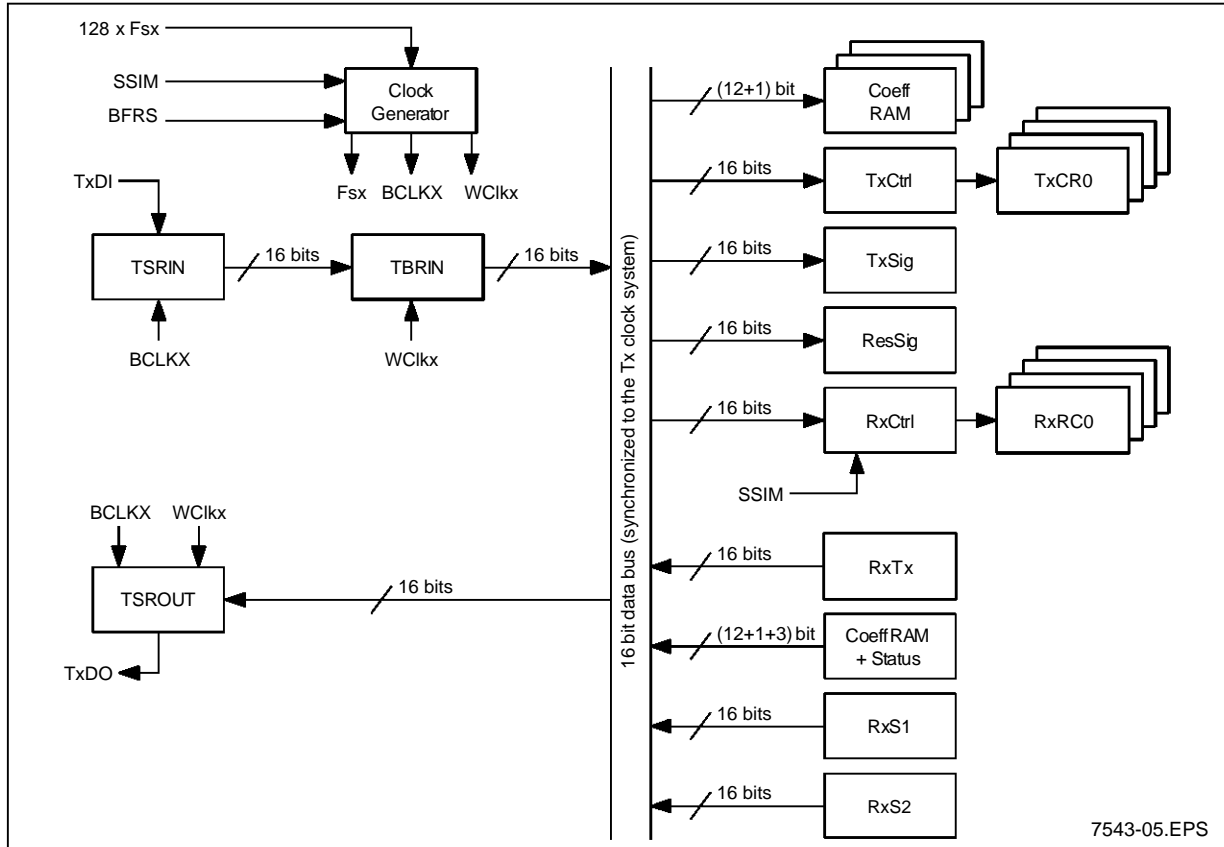 128 x Fsx
SSIM
BFRS
Clock
Generator
Fsx BCLKX WClkx
TxDI
TSRIN
16 bits
TBRIN
16 bits
BCLKX
WClkx
BCLKX WClkx
TSROUT
16 bits
TxDO
16 bit data bus (synchronized to the Tx clock system)
(12+1) bit
Coeff
RAM
16 bits
TxCtrl
TxCR0
16 bits
TxSig
16 bits
ResSig
16 bits
RxCtrl
RxRC0
SSIM
16 bits
RxTx
(12+1+3) bit
CoeffRAM
+ Status
16 bits
RxS1
16 bits
RxS2
7543-05.EPS